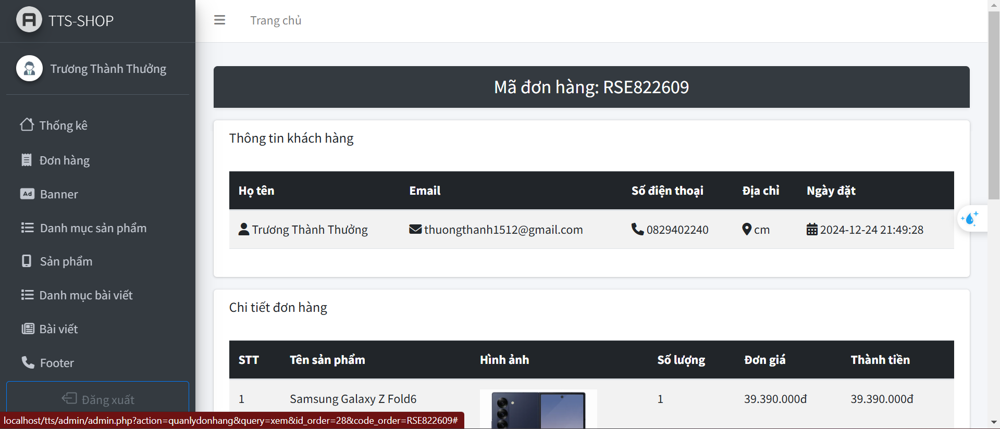 TTS-SHOP
Trang chủ
Trương Thành Thưởng
Thống kê
Đơn hàng
Ad Banner
Danh mục sản phẩm
Sản phẩm
Danh mục bài viết
Bài viết
Footer
Đăng xuất
Mã đơn hàng: RSE822609
Thông tin khách hàng
Họ tên Email Số điện thoại Địa chỉ Ngày đặt
Trương Thành Thưởng thuongthanh1512@gmail.com 0829402240 cm 2024-12-24 21:49:28
Chi tiết đơn hàng
STT Tên sản phẩm Hình ảnh Số lượng Đơn giá Thành tiền
1 Samsung Galaxy Z Fold6 1 39.390.000đ 39.390.000đ
localhost/tts/admin/admin.php?action=quanlydonhang&query=xem&id_order=28&code_order=RSE822609#